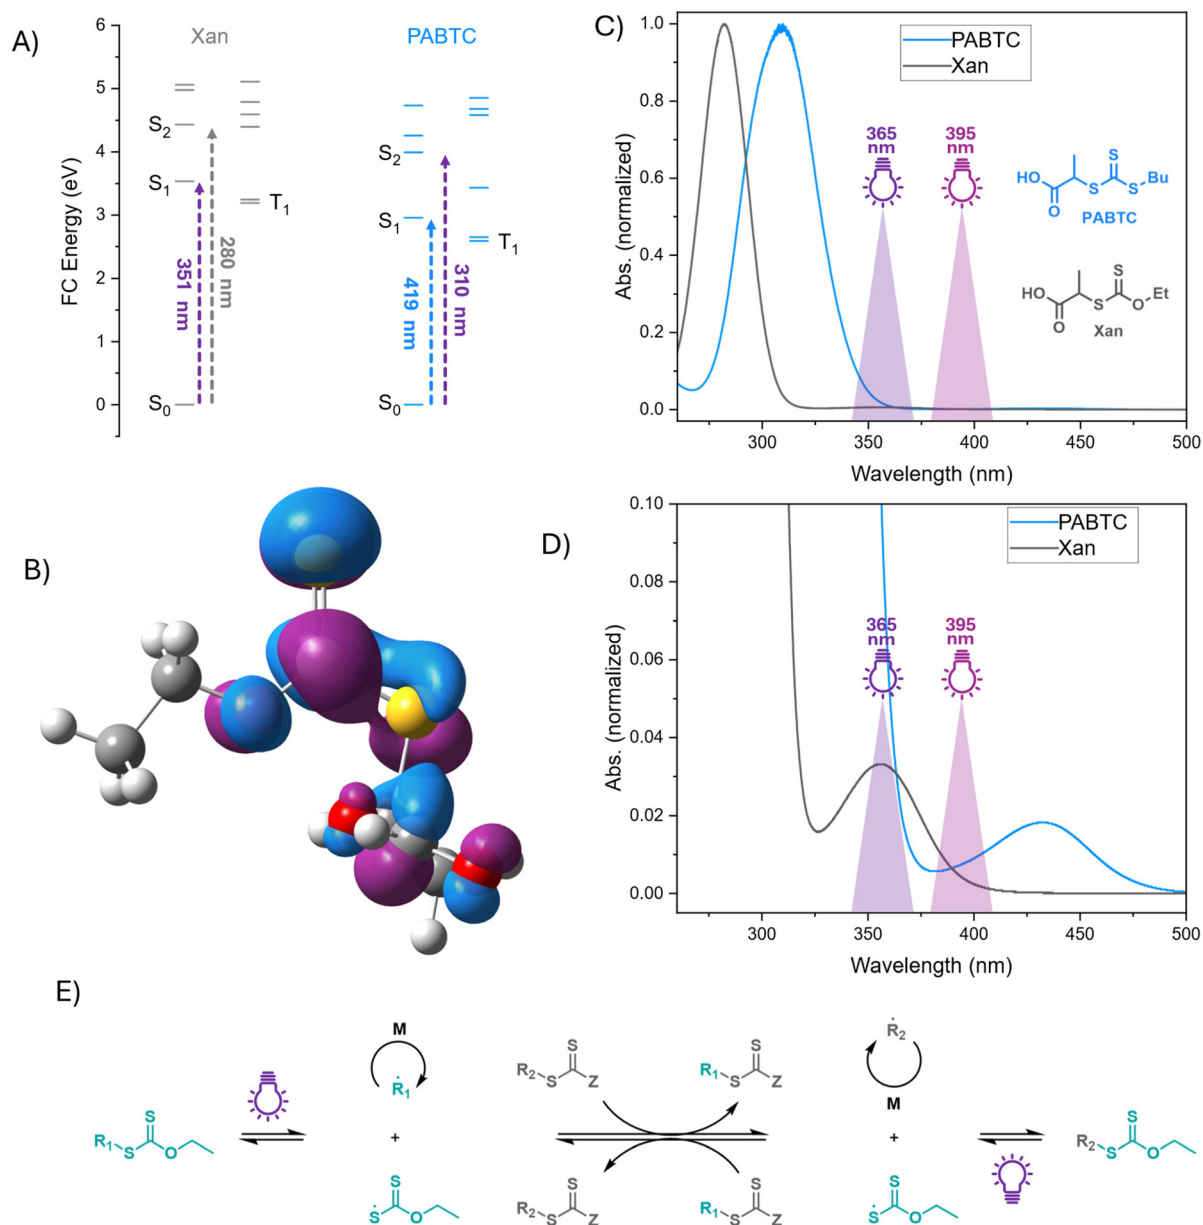 A)
Xan
PABTC
FC Energy (eV)
6
5
4
3
2
1
0
S₂
S₁
S₀
T₁
351 nm
280 nm
S₂
S₁
S₀
T₁
419 nm
310 nm
B)
C)
PABTC
Xan
Abs. (normalized)
1.0
0.8
0.6
0.4
0.2
0.0
365
nm
395
nm
HO
O
S
S
S
Bu
PABTC
HO
O
S
S
O
Et
Xan
300
350
400
450
500
Wavelength (nm)
D)
PABTC
Xan
Abs. (normalized)
0.10
0.08
0.06
0.04
0.02
0.00
365
nm
395
nm
300
350
400
450
500
Wavelength (nm)
E)
R₁
S
S
O
M
Ṙ₁
+
Ṡ
S
O
R₂
S
S
Z
R₁
S
S
Z
R₂
S
S
Z
R₁
S
S
Z
Ṙ₂
M
+
Ṡ
S
O
R₂
S
S
O